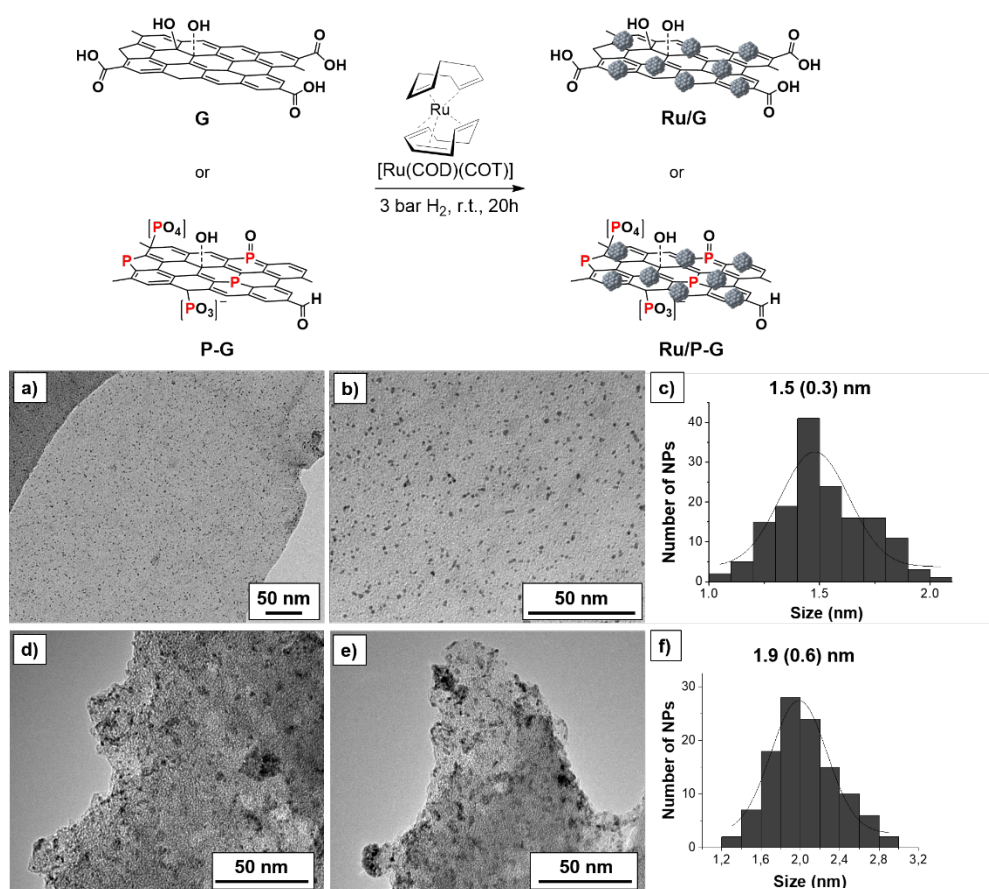 HO OH
O
HO
O
OH
O
OH
O
G
or
[PO4]
OH
O
P
P
P
[PO3]−
H
O
P-G
Ru
[Ru(COD)(COT)]
3 bar H2, r.t., 20h
HO OH
O
HO
O
OH
O
OH
O
Ru/G
or
[PO4]
OH
O
P
P
P
[PO3]−
H
O
Ru/P-G
a)
50 nm
b)
50 nm
c)
1.5 (0.3) nm
Number of NPs
40
30
20
10
0
1.0 1.5 2.0
Size (nm)
d)
50 nm
e)
50 nm
f)
1.9 (0.6) nm
Number of NPs
30
20
10
0
1,2 1,6 2,0 2,4 2,8 3,2
Size (nm)